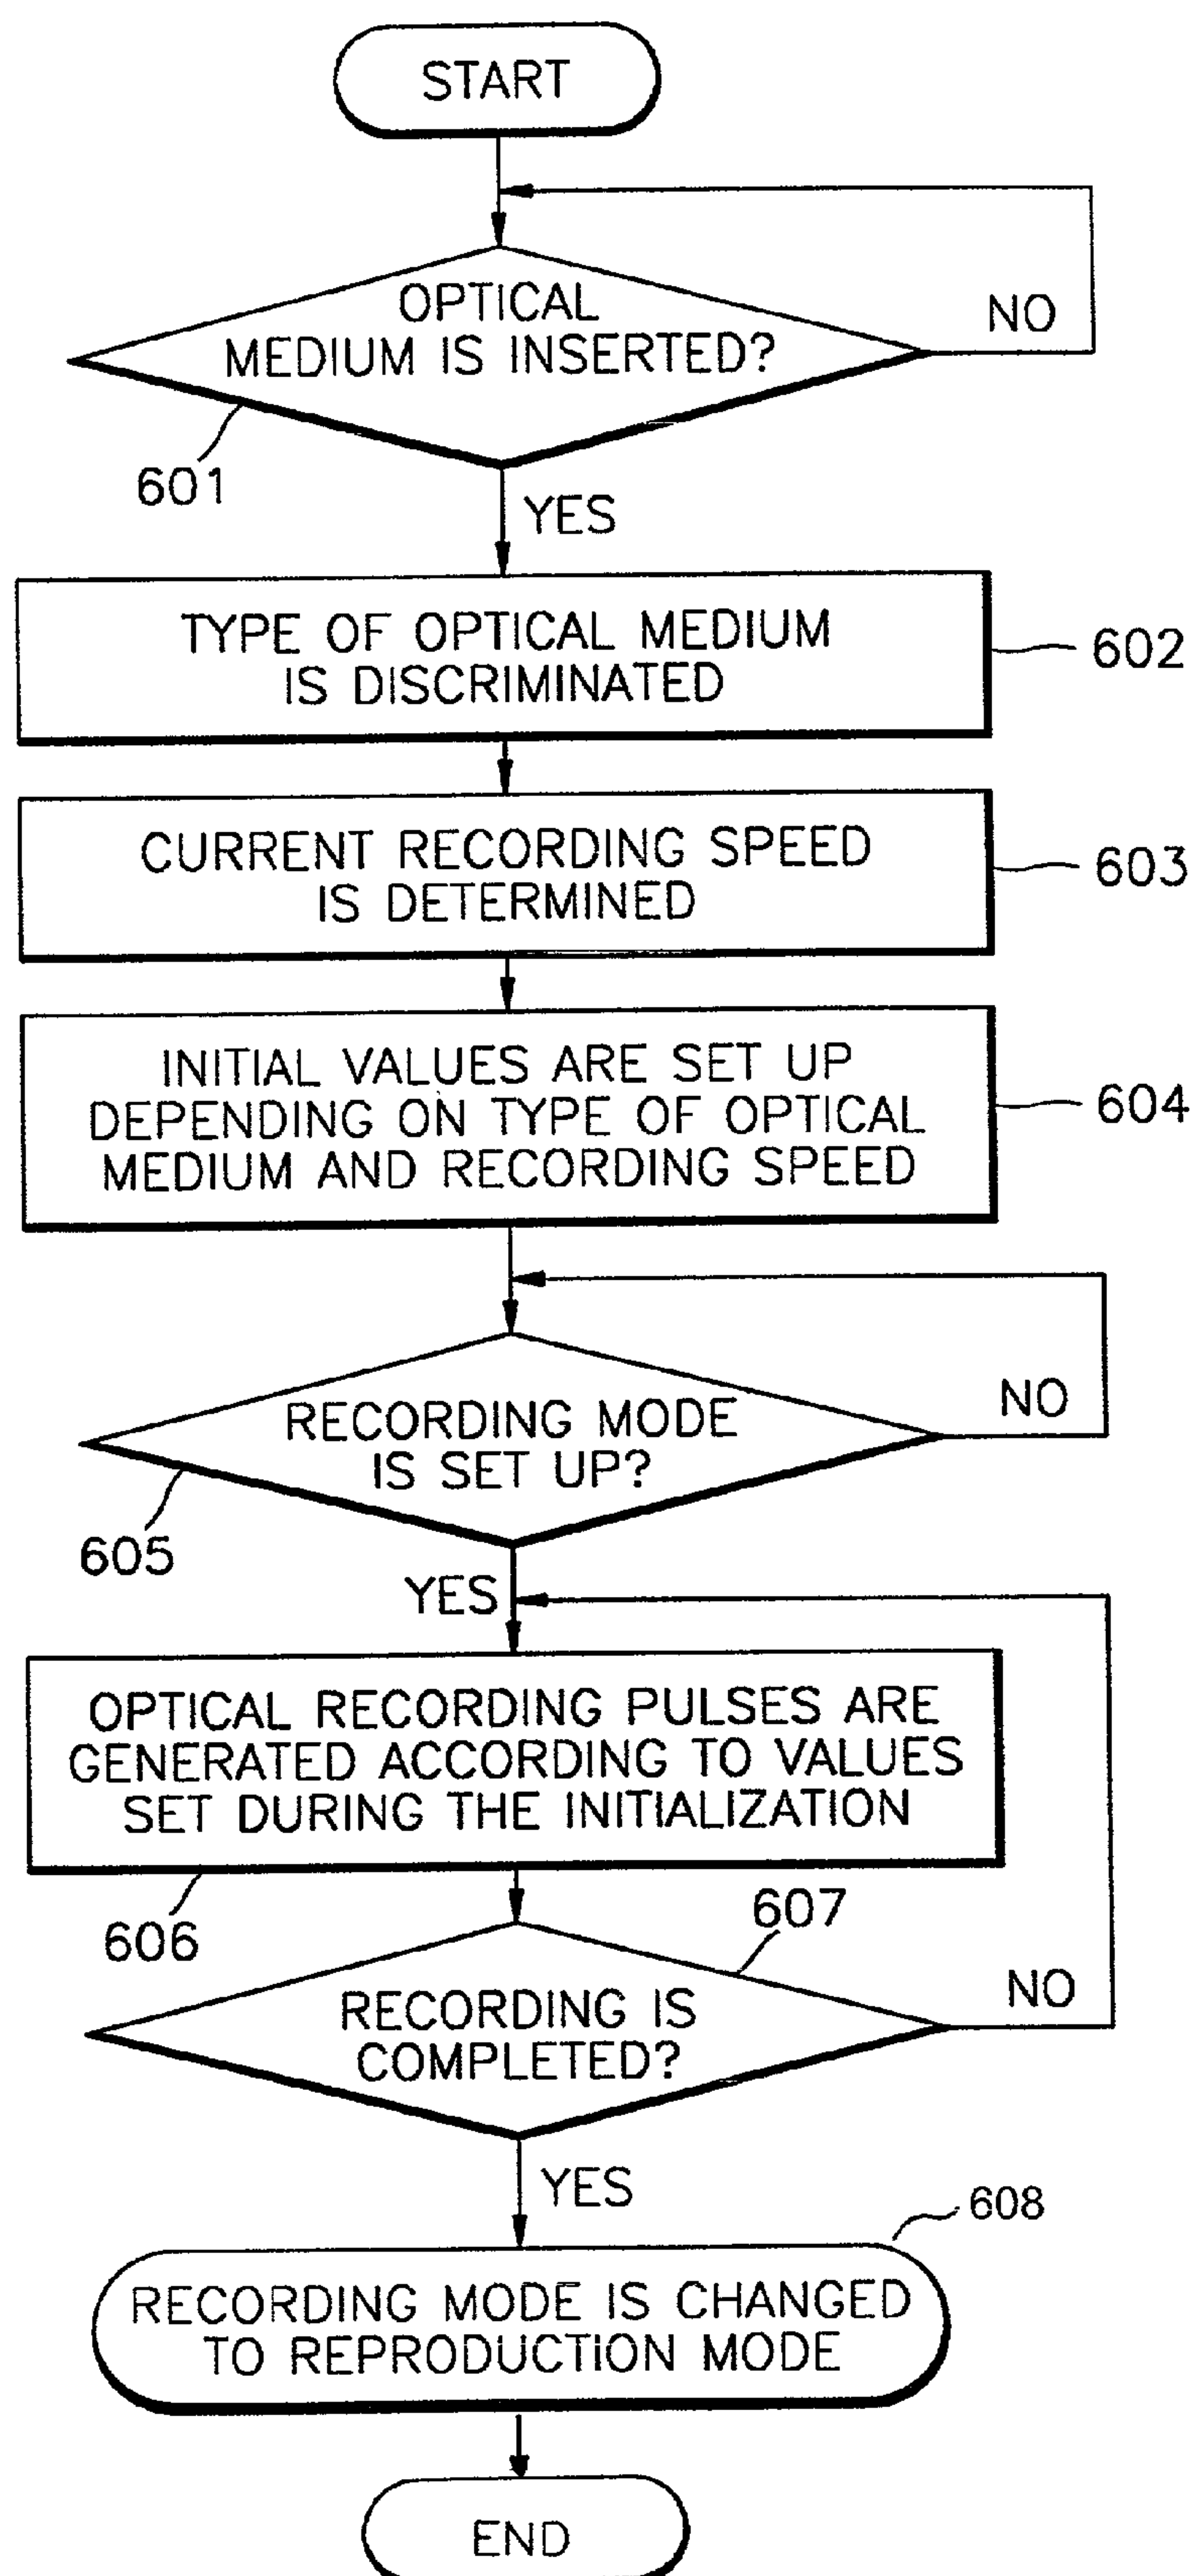 START
OPTICAL
MEDIUM IS INSERTED?
NO
601
YES
TYPE OF OPTICAL MEDIUM
IS DISCRIMINATED
602
CURRENT RECORDING SPEED
IS DETERMINED
603
INITIAL VALUES ARE SET UP
DEPENDING ON TYPE OF OPTICAL
MEDIUM AND RECORDING SPEED
604
RECORDING MODE
IS SET UP?
NO
605
YES
OPTICAL RECORDING PULSES ARE
GENERATED ACCORDING TO VALUES
SET DURING THE INITIALIZATION
606
607
RECORDING IS
COMPLETED?
NO
YES
608
RECORDING MODE IS CHANGED
TO REPRODUCTION MODE
END